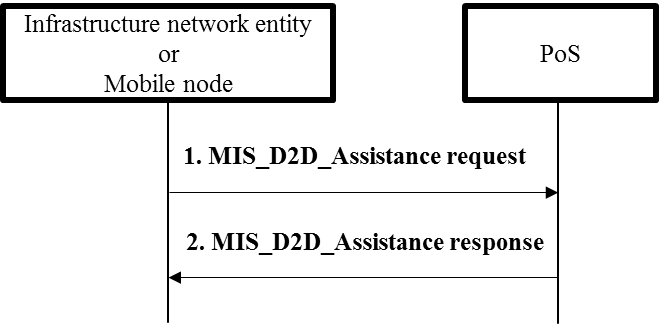 Infrastructure network entity
or
Mobile node
PoS
1. MIS_D2D_Assistance request
2. MIS_D2D_Assistance response